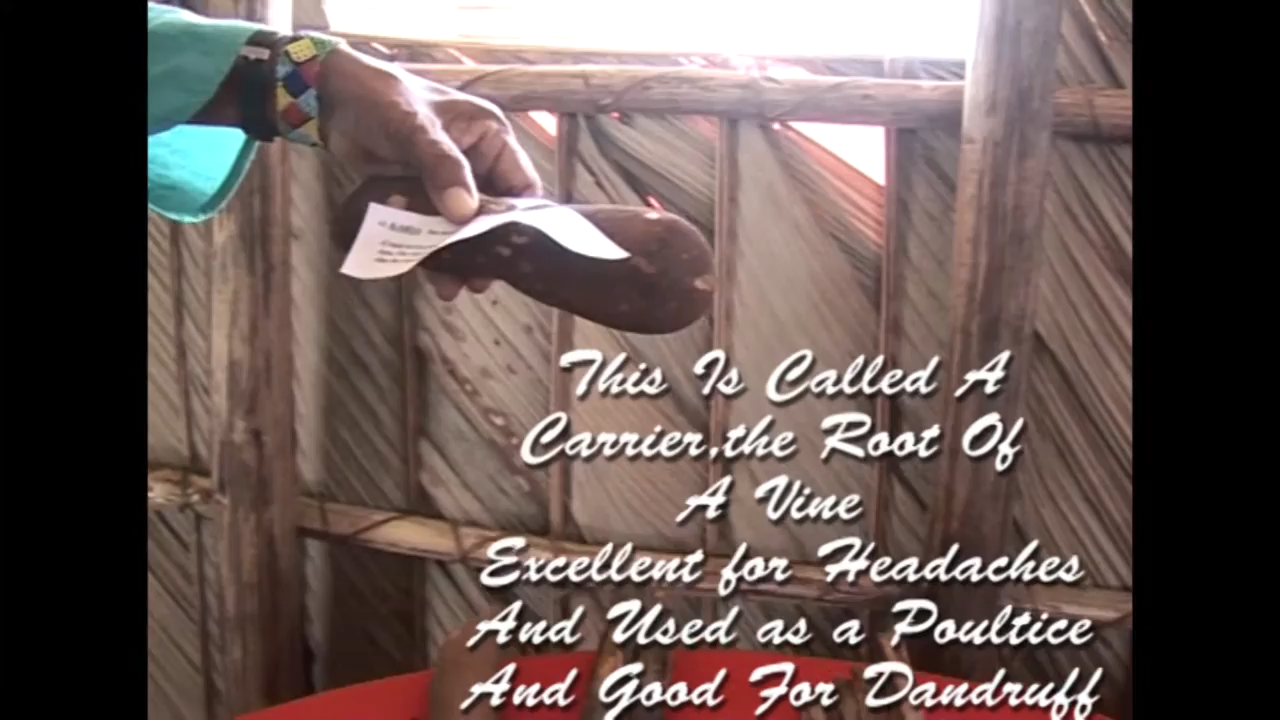 This Is Called A
Carrier,the Root Of
A Vine
Excellent for Headaches
And Used as a Poultice
And Good For Dandruff